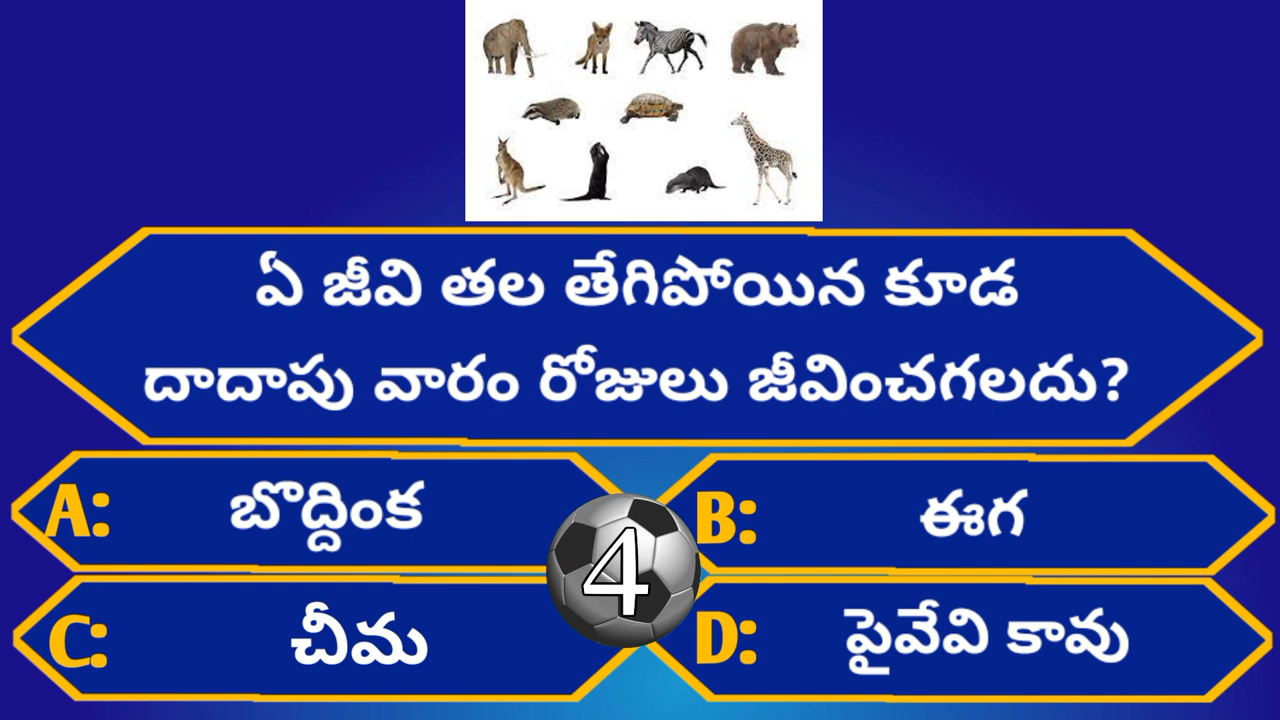 ఏ జీవి తల తేగిపోయిన కూడ
దాదాపు వారం రోజులు జీవించగలదు?
A: బొద్దింక
B: ఈగ
4
C: చీమ
D: పైవేవి కావు